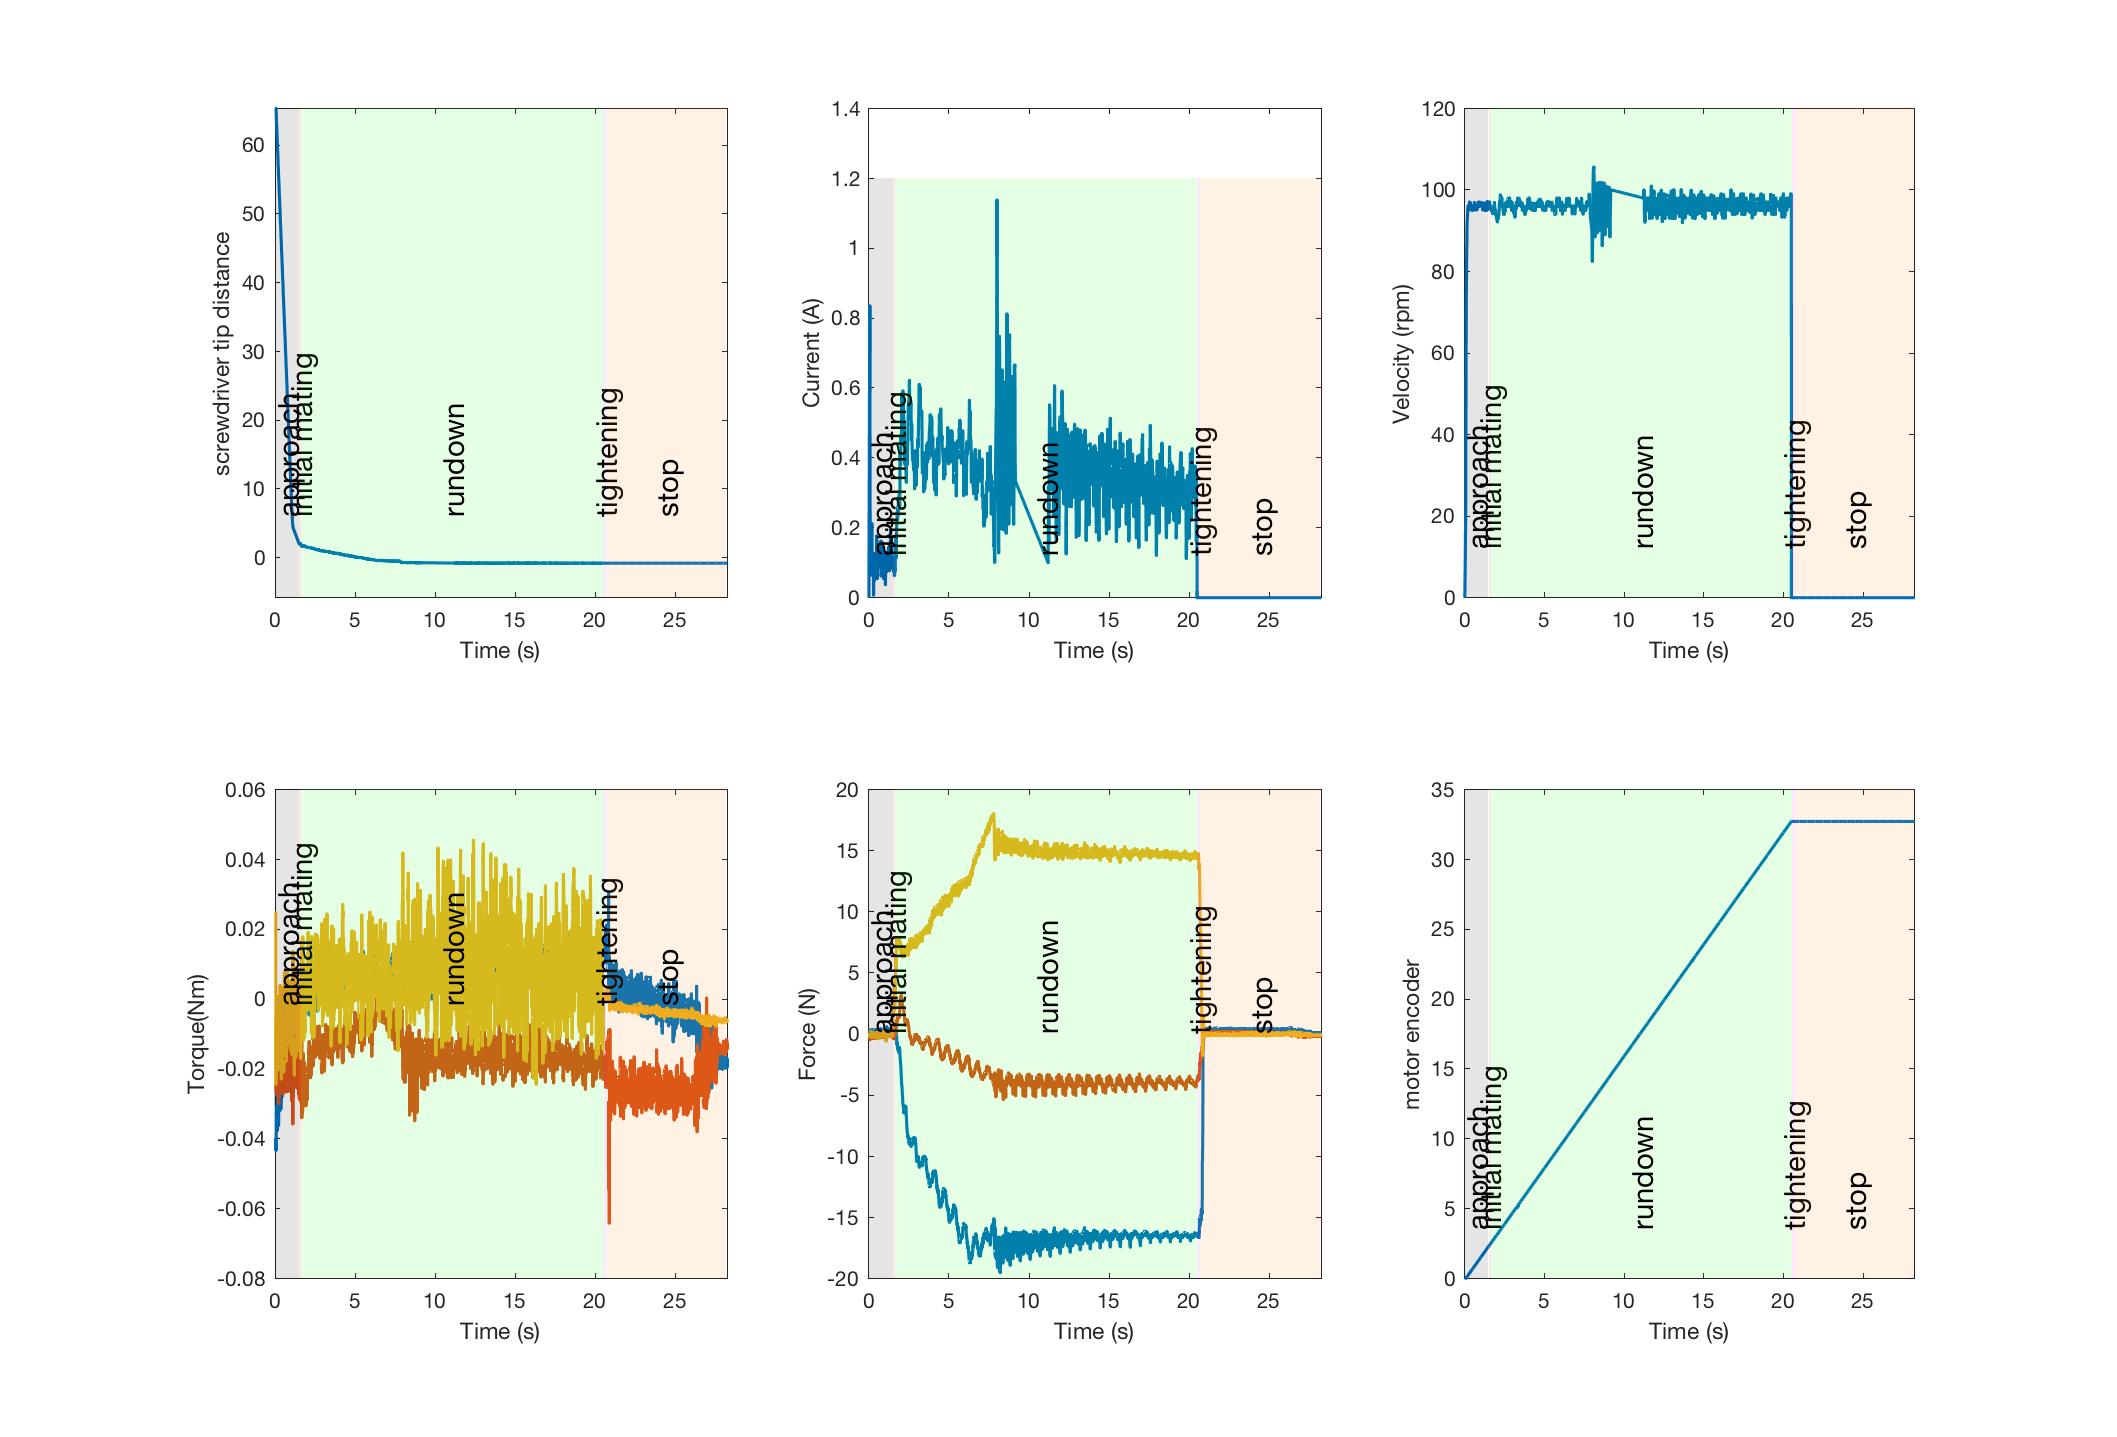 60
50
40
30
20
10
0
screwdriver tip distance
approach
initial mating
rundown
tightening
stop
0 5 10 15 20 25
Time (s)
1.4
1.2
1
0.8
0.6
0.4
0.2
0
Current (A)
approach
initial mating
rundown
tightening
stop
0 5 10 15 20 25
Time (s)
120
100
80
60
40
20
0
Velocity (rpm)
approach
initial mating
rundown
tightening
stop
0 5 10 15 20 25
Time (s)
0.06
0.04
0.02
0
-0.02
-0.04
-0.06
-0.08
Torque(Nm)
approach
initial mating
rundown
tightening
stop
0 5 10 15 20 25
Time (s)
20
15
10
5
0
-5
-10
-15
-20
Force (N)
approach
initial mating
rundown
tightening
stop
0 5 10 15 20 25
Time (s)
35
30
25
20
15
10
5
0
motor encoder
approach
initial mating
rundown
tightening
stop
0 5 10 15 20 25
Time (s)